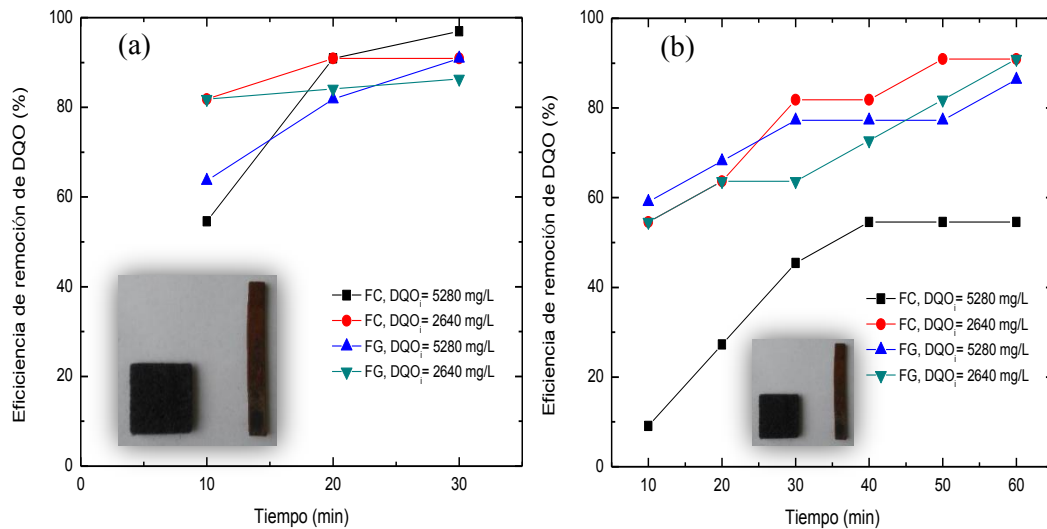 (a)
Eficiciencia de remoción de DQO (%)
100
80
60
40
20
0
FC, DQOi= 5280 mg/L
FC, DQOi= 2640 mg/L
FG, DQOi= 5280 mg/L
FG, DQOi= 2640 mg/L
0 10 20 30
Tiempo (min)
(b)
Eficiencia de remoción de DQO (%)
100
80
60
40
20
0
FC, DQOi= 5280 mg/L
FC, DQOi= 2640 mg/L
FG, DQOi= 5280 mg/L
FG, DQOi= 2640 mg/L
10 20 30 40 50 60
Tiempo (min)